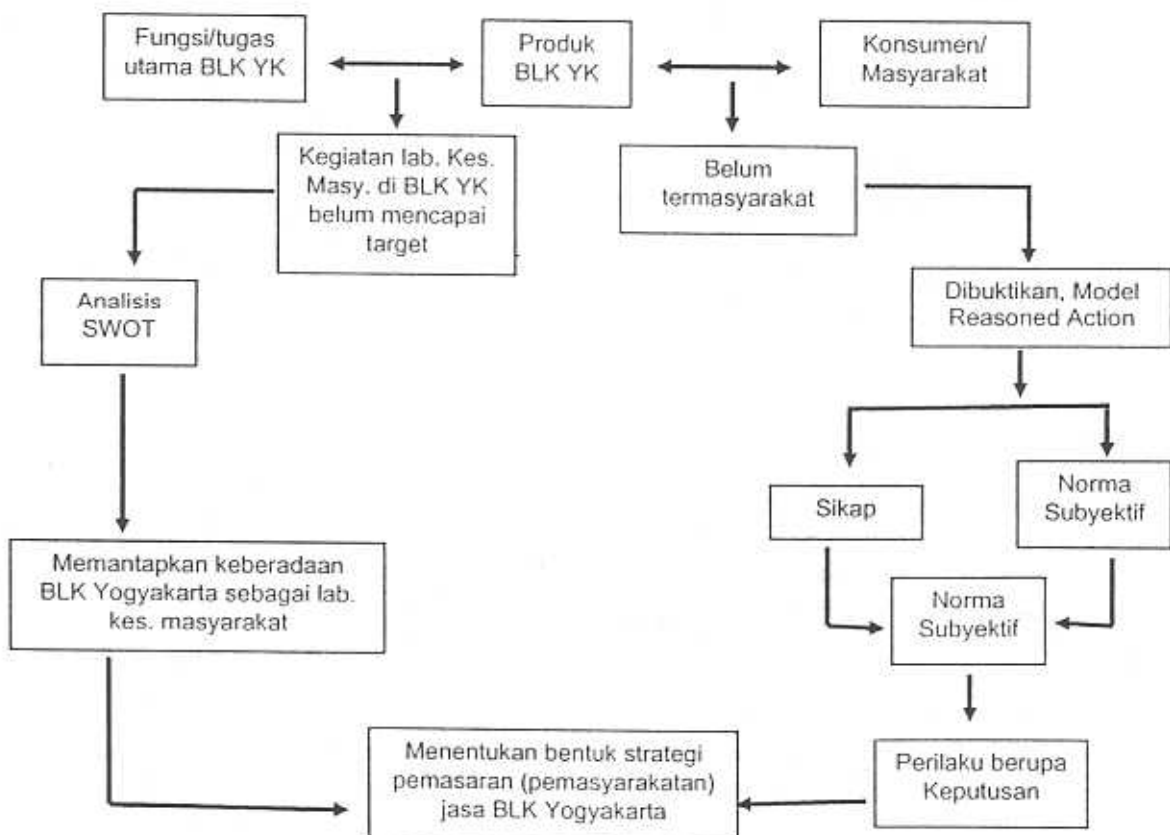 Fungsi/tugas
utama BLK YK
Produk
BLK YK
Konsumen/
Masyarakat
Kegiatan lab. Kes.
Masy. di BLK YK
belum mencapai
target
Belum
termasyarakat
Analisis
SWOT
Dibuktikan, Model
Reasoned Action
Sikap
Norma
Subyektif
Memantapkan keberadaan
BLK Yogyakarta sebagai lab.
kes. masyarakat
Norma
Subyektif
Menentukan bentuk strategi
pemasaran (pemasyarakatan)
jasa BLK Yogyakarta
Perilaku berupa
Keputusan